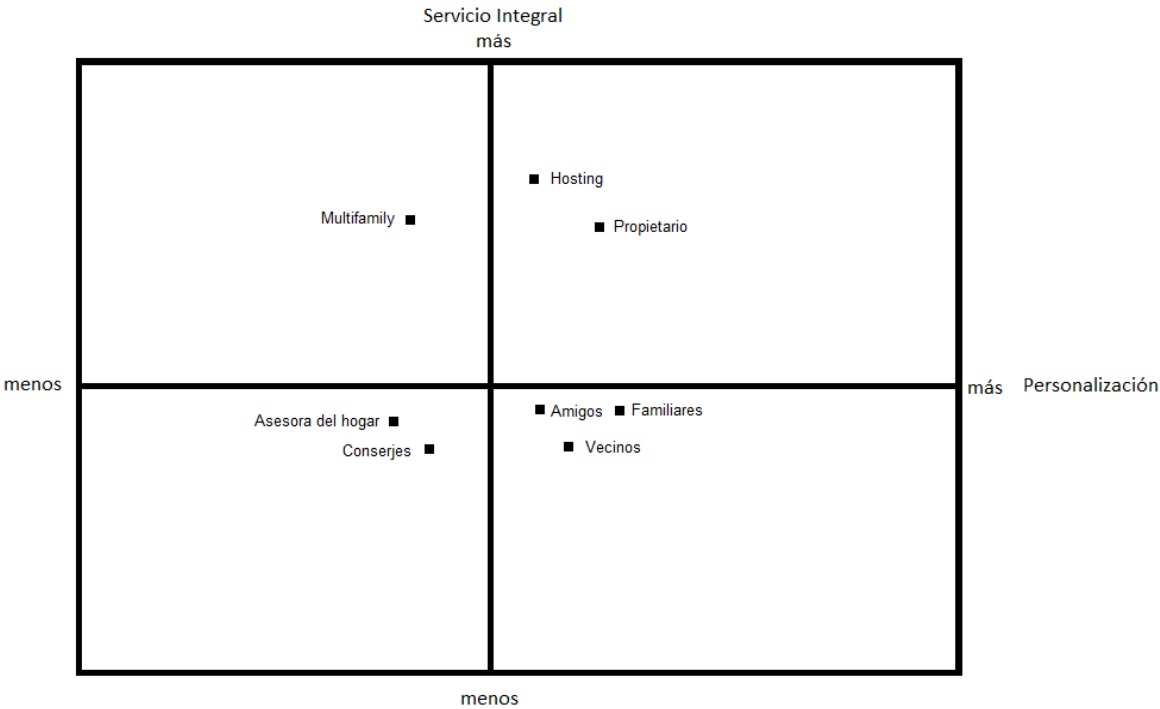 Servicio Integral
más
Hosting
Multifamily
Propietario
menos
más
Personalización
Amigos
Familiares
Asesora del hogar
Vecinos
Conserjes
menos